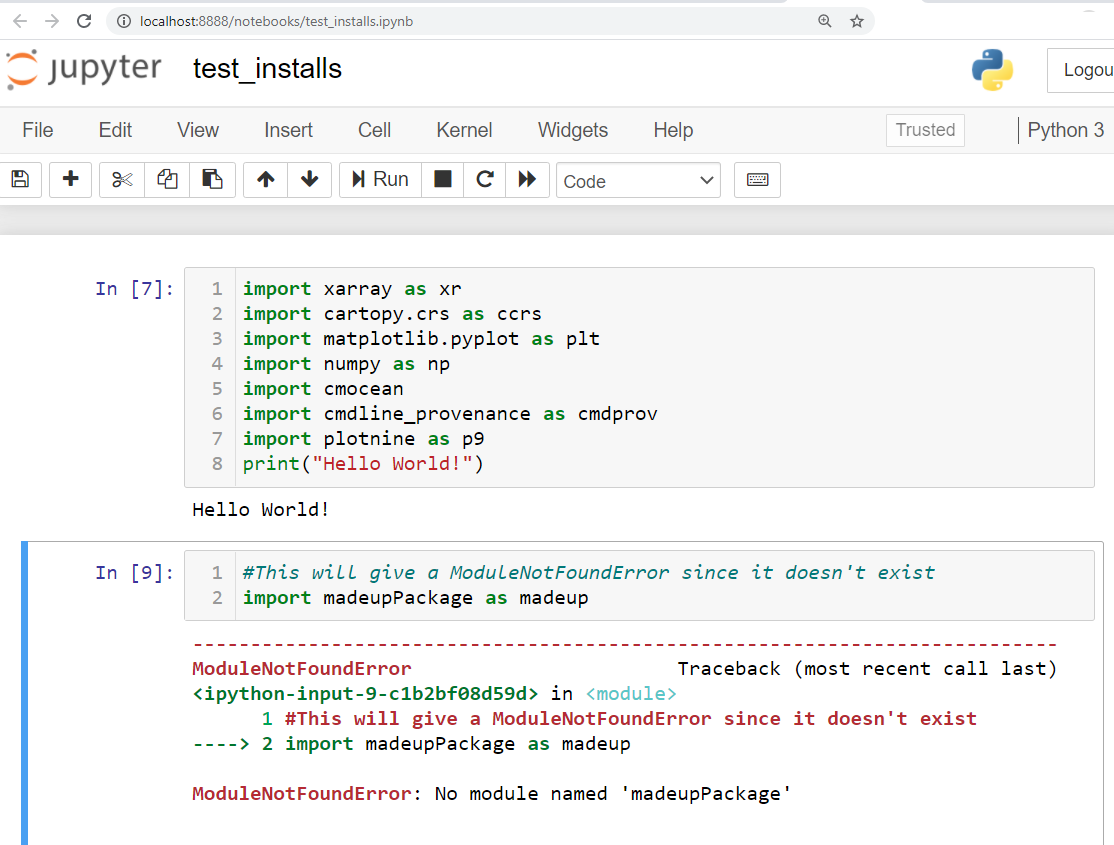 localhost:8888/notebooks/test_installs.ipynb
jupyter test_installs
Logou
File Edit View Insert Cell Kernel Widgets Help Trusted Python 3
Run Code
In [7]:
1 import xarray as xr
2 import cartopy.crs as ccrs
3 import matplotlib.pyplot as plt
4 import numpy as np
5 import cmocean
6 import cmdline_provenance as cmdprov
7 import plotnine as p9
8 print("Hello World!")
Hello World!
In [9]:
1 #This will give a ModuleNotFoundError since it doesn't exist
2 import madeupPackage as madeup
---------------------------------------------------------------------------
ModuleNotFoundError Traceback (most recent call last)
<ipython-input-9-c1b2bf08d59d> in <module>
1 #This will give a ModuleNotFoundError since it doesn't exist
----> 2 import madeupPackage as madeup
ModuleNotFoundError: No module named 'madeupPackage'